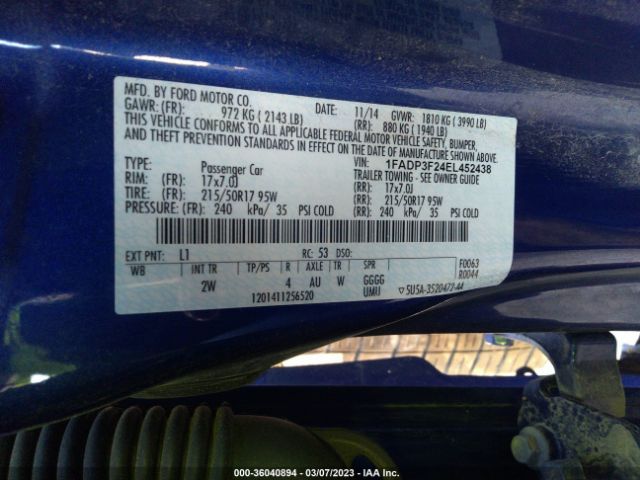 MFD. BY FORD MOTOR CO.
DATE: 11/14 GVWR: 1810 KG ( 3990 LB)
GAWR: (FR): 972 KG ( 2143 LB) (RR): 880 KG ( 1940 LB)
THIS VEHICLE CONFORMS TO ALL APPLICABLE FEDERAL MOTOR VEHICLE SAFETY, BUMPER,
AND THEFT PREVENTION STANDARDS IN EFFECT ON THE DATE OF MANUFACTURE SHOWN ABOVE.
VIN: 1FADP3F24EL452438
TYPE: Passenger Car TRAILER TOWING - SEE OWNER GUIDE
RIM: (FR): 17x7.0J (RR): 17x7.0J
TIRE: (FR): 215/50R17 95W (RR): 215/50R17 95W
PRESSURE: (FR): 240 kPa/ 35 PSI COLD (RR): 240 kPa/ 35 PSI COLD
EXT PNT: L1 RC: 53 DSO: F0063
WB INT TR TP/PS R AXLE TR SPR R0044
2W 4 AU W GGGG
1201411256520 UMU ▽ 5U5A-3520472-44
000-36040894 — 03/07/2023 — IAA Inc.